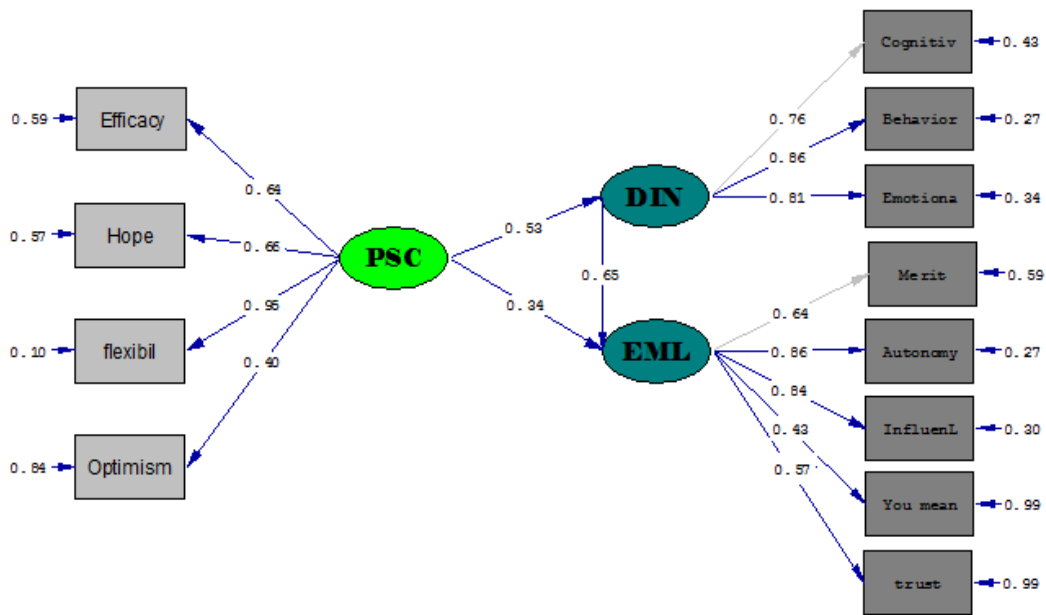 0.59
Efficacy
0.64
0.57
Hope
0.66
0.10
flexibil
0.95
0.84
Optimism
0.40
PSC
0.53
0.34
DIN
0.65
EML
0.76
Cognitiv
0.43
0.86
Behavior
0.27
0.81
Emotiona
0.34
0.64
Merit
0.59
0.86
Autonomy
0.27
0.84
InfluenL
0.30
0.43
You mean
0.99
0.57
trust
0.99